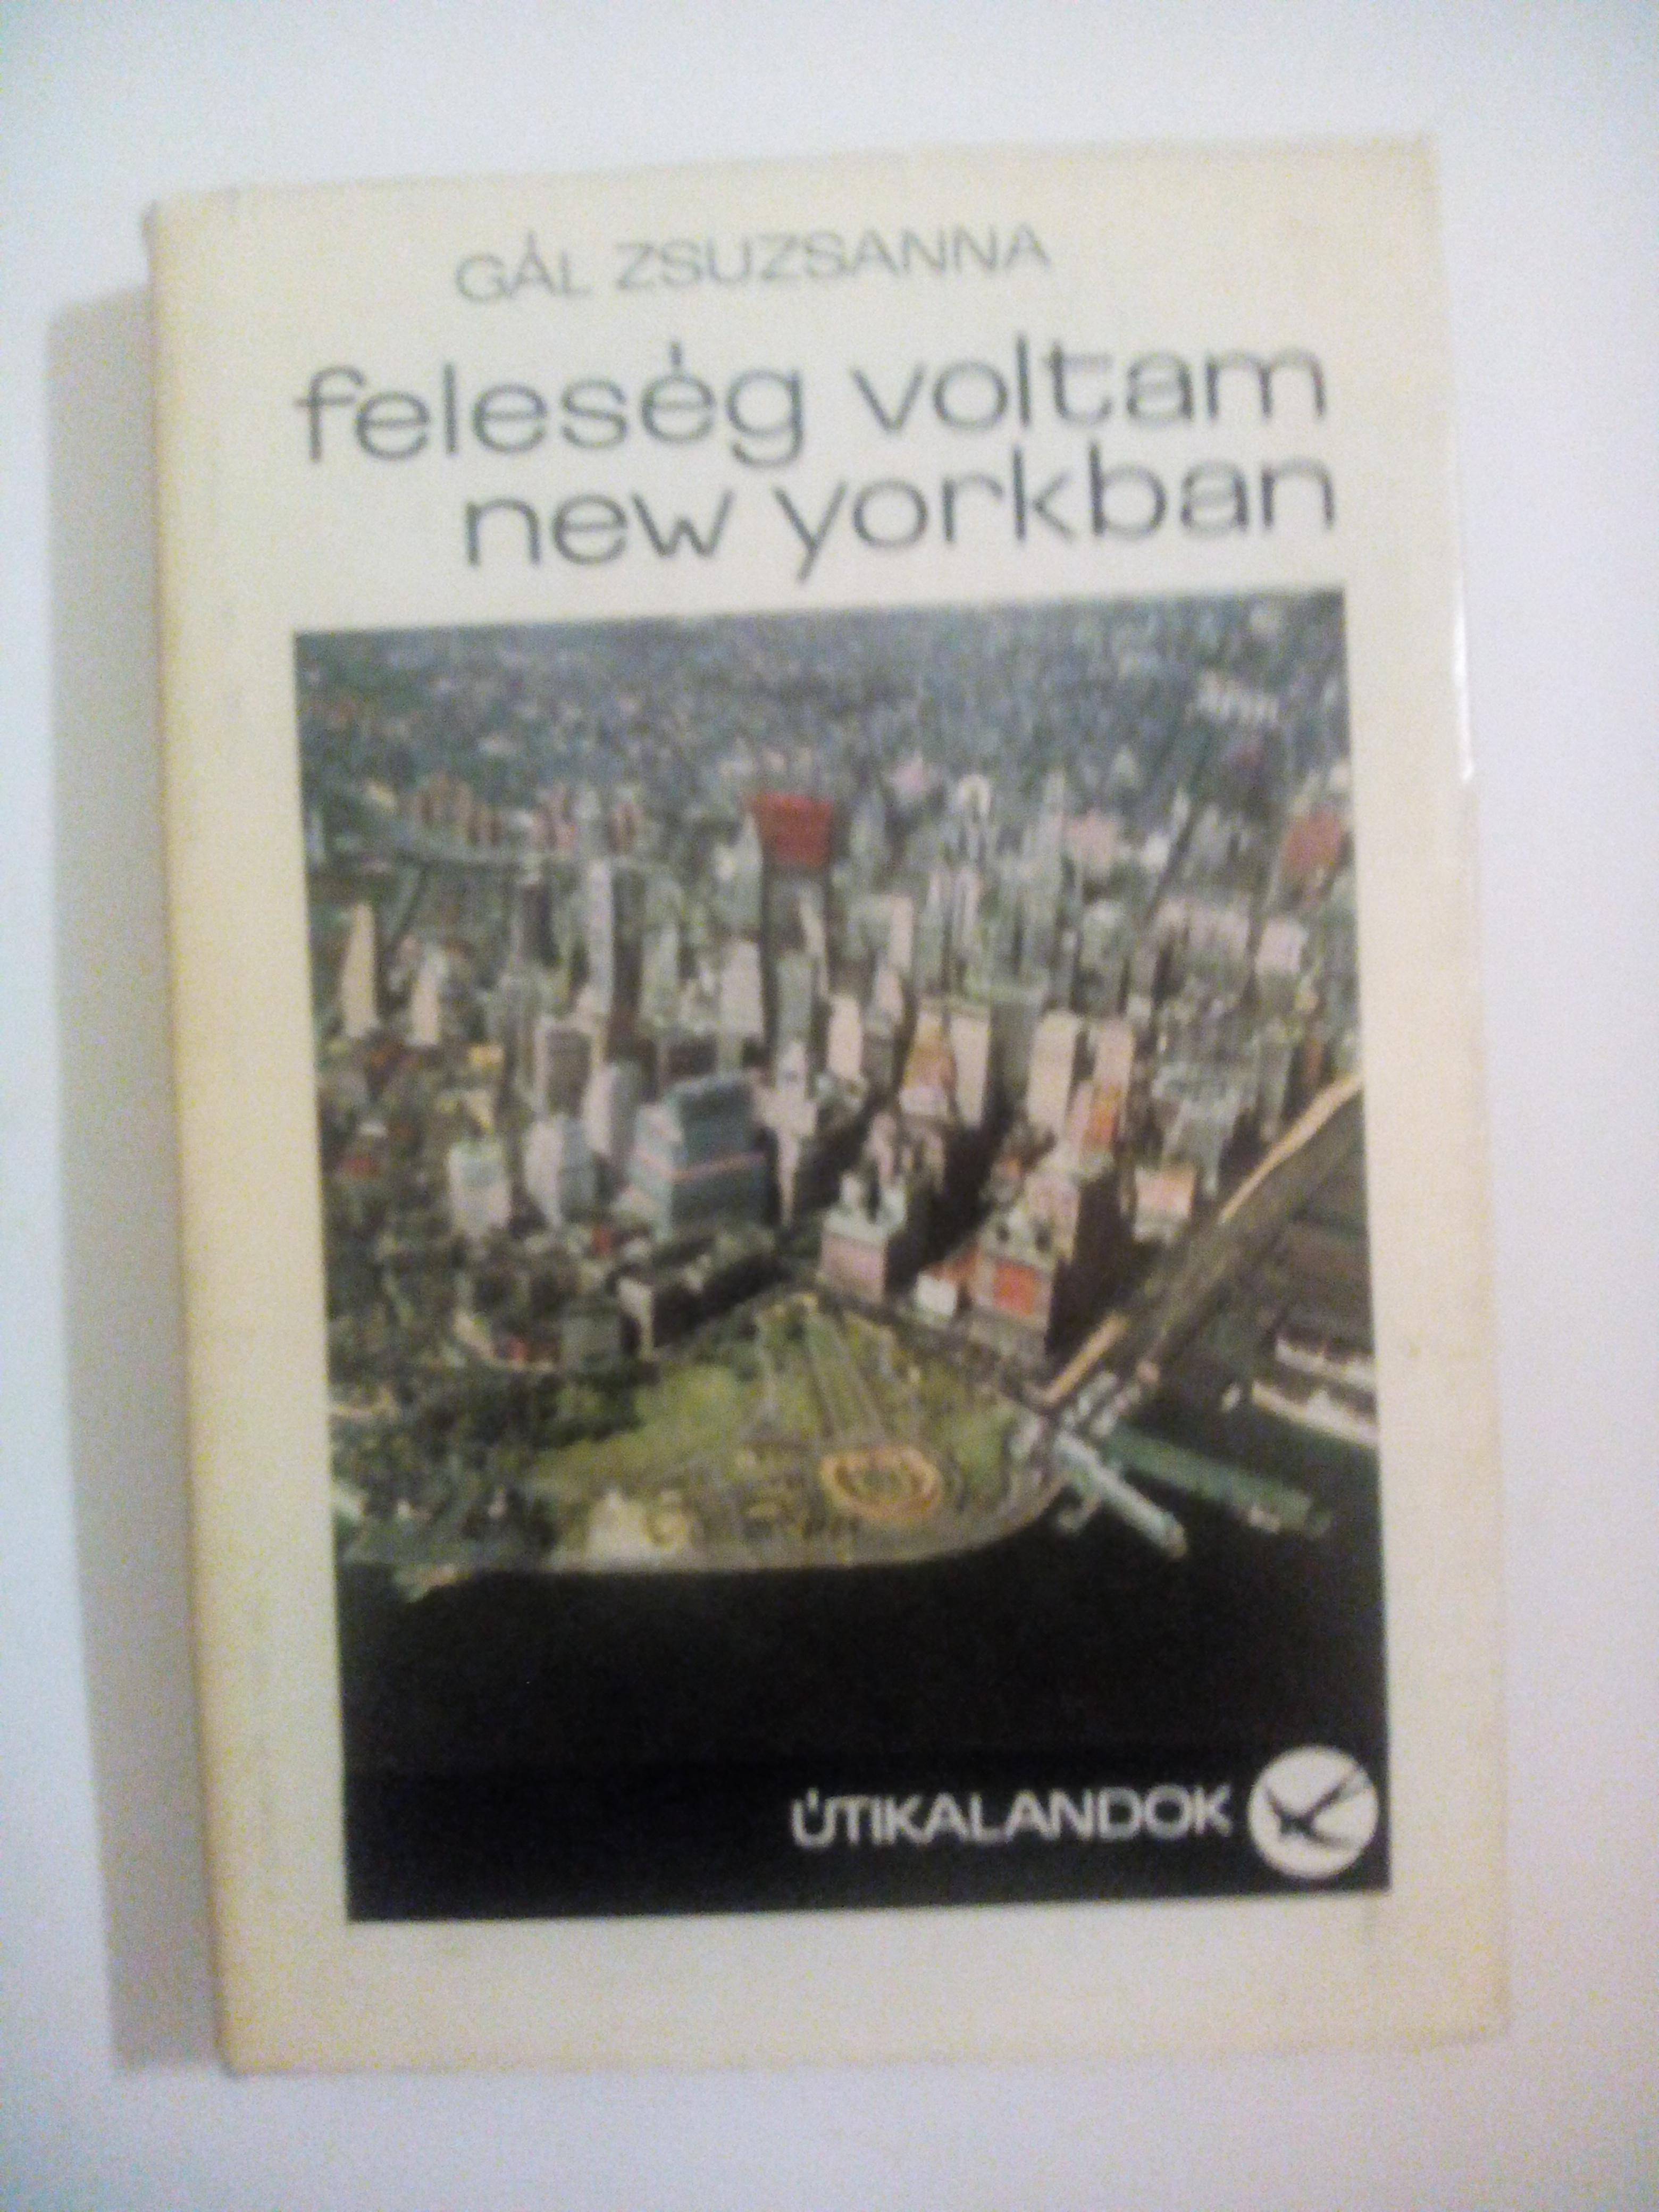 GÁL ZSUZSANNA
feleség voltam
new yorkban
ÚTIKALANDOK